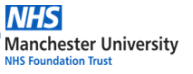 NHS
Manchester University
NHS Foundation Trust